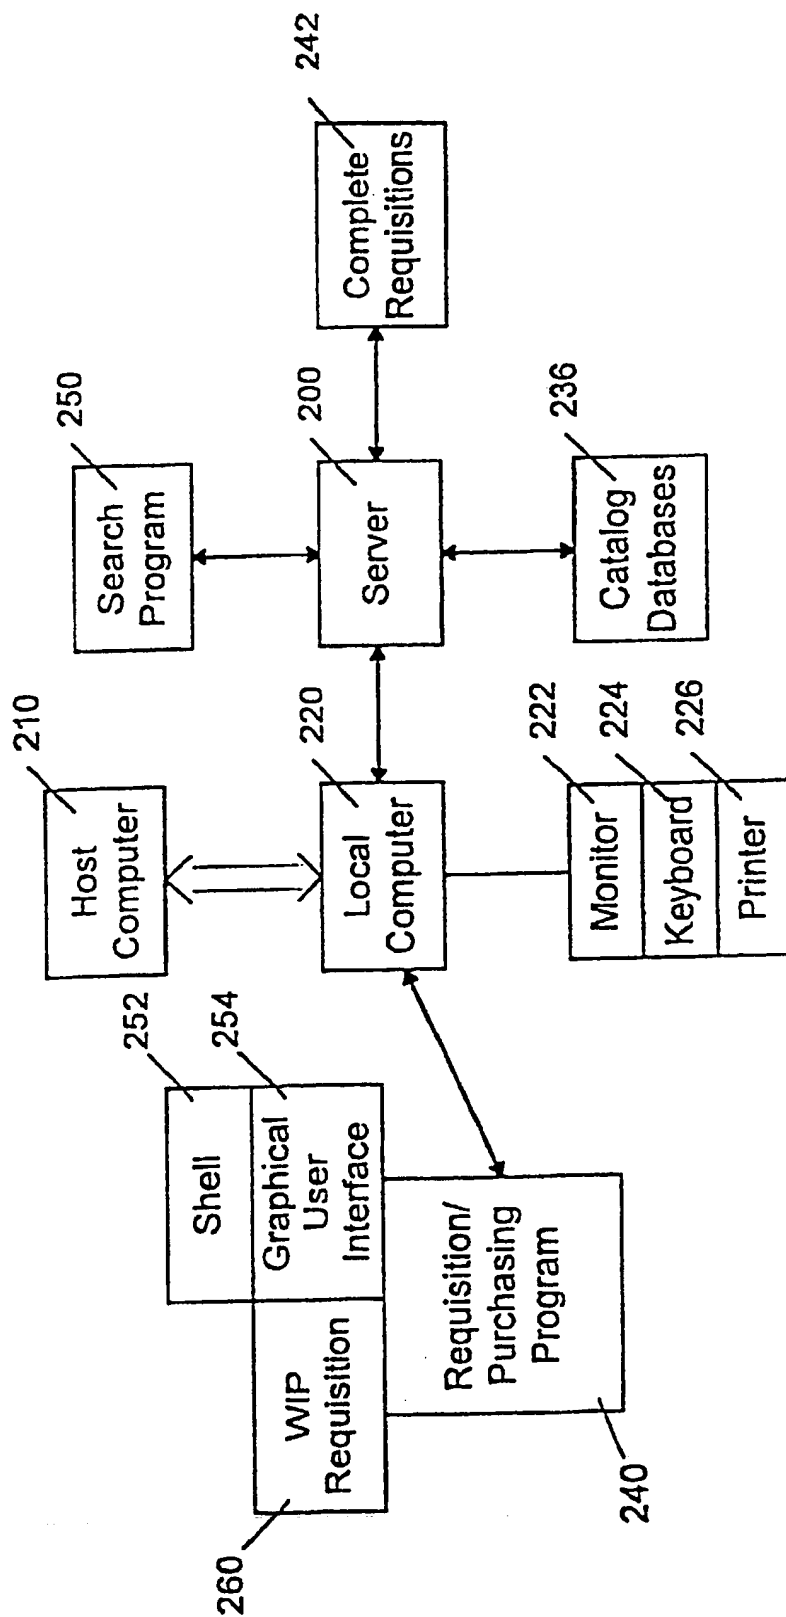 260
WIP
Requisition
252
Shell
254
Graphical
User
Interface
Requisition/
Purchasing
Program
240
210
Host
Computer
220
Local
Computer
222
Monitor
224
Keyboard
226
Printer
250
Search
Program
200
Server
236
Catalog
Databases
242
Complete
Requisitions